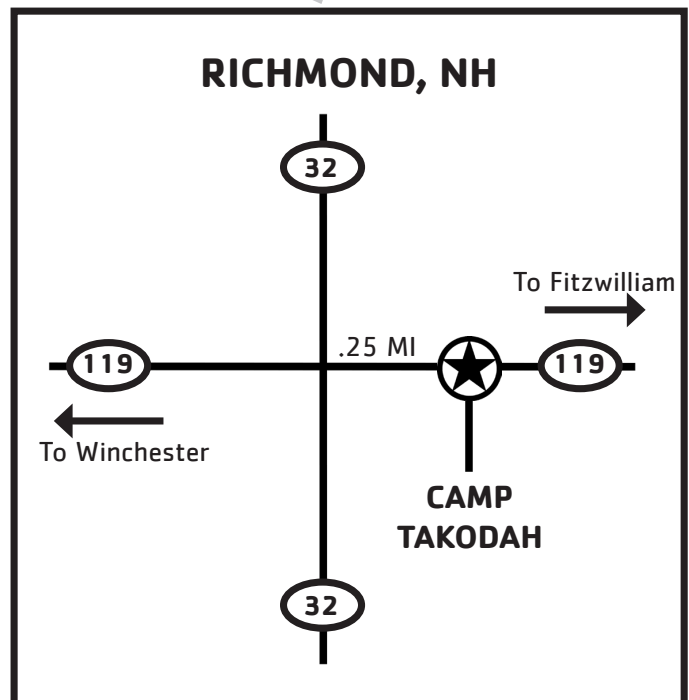 RICHMOND, NH
32
To Fitzwilliam
.25 MI
119
119
To Winchester
CAMP
TAKODAH
32